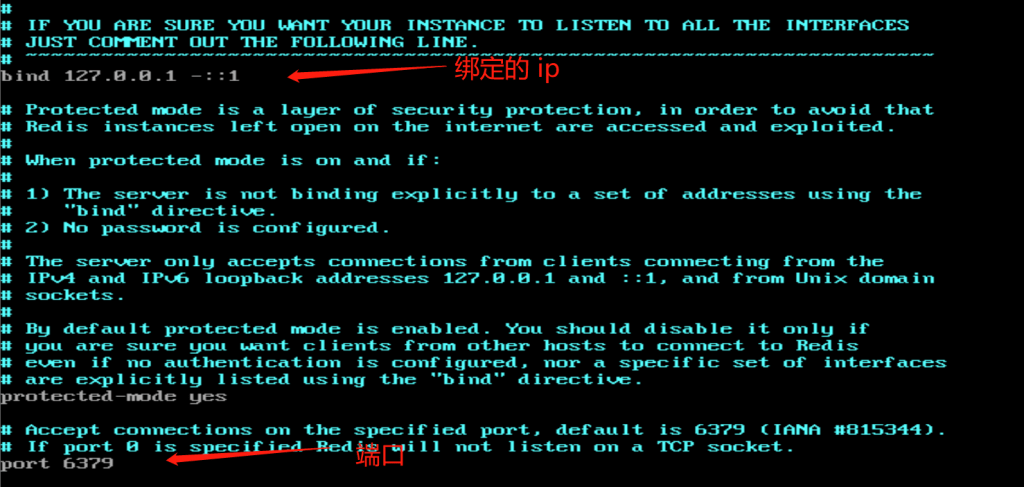 #
# IF YOU ARE SURE YOU WANT YOUR INSTANCE TO LISTEN TO ALL THE INTERFACES
# JUST COMMENT OUT THE FOLLOWING LINE.
# ~~~~~~~~~~~~~~~~~~~~~~~~~~~~~~~~~~~~~~~~~~~~~~~~~~~~~~~~~~~~~~~~~~~~~~~~
bind 127.0.0.1 -::1
绑定的 ip
# Protected mode is a layer of security protection, in order to avoid that
# Redis instances left open on the internet are accessed and exploited.
#
# When protected mode is on and if:
#
# 1) The server is not binding explicitly to a set of addresses using the
#    "bind" directive.
# 2) No password is configured.
#
# The server only accepts connections from clients connecting from the
# IPv4 and IPv6 loopback addresses 127.0.0.1 and ::1, and from Unix domain
# sockets.
#
# By default protected mode is enabled. You should disable it only if
# you are sure you want clients from other hosts to connect to Redis
# even if no authentication is configured, nor a specific set of interfaces
# are explicitly listed using the "bind" directive.
protected-mode yes
# Accept connections on the specified port, default is 6379 (IANA #815344).
# If port 0 is specified Redis will not listen on a TCP socket.
port 6379
端口